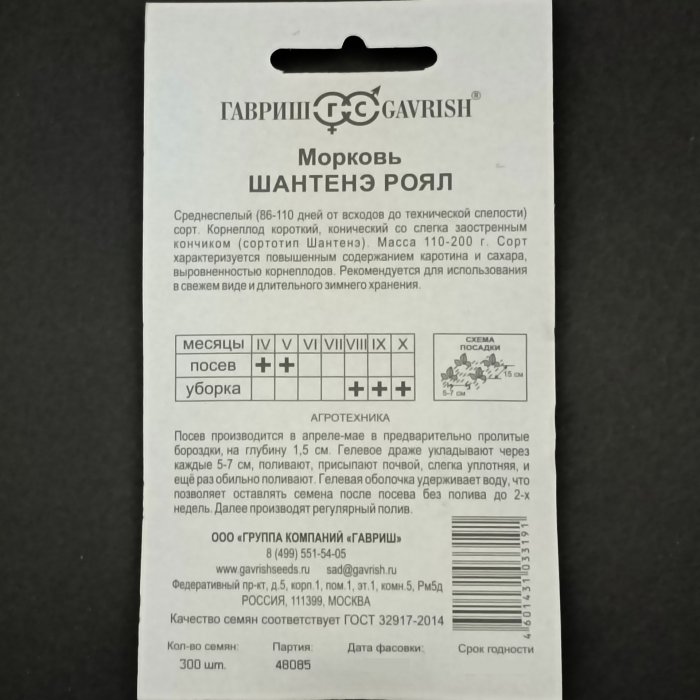 ГАВРИШ ГС GAVRISH®
Морковь
ШАНТЕНЭ РОЯЛ
Среднеспелый (86-110 дней от всходов до технической спелости)
сорт. Корнеплод короткий, конический со слегка заостренным
кончиком (сортотип Шантенэ). Масса 110-200 г. Сорт
характеризуется повышенным содержанием каротина и сахара,
выровненностью корнеплодов. Рекомендуется для использования
в свежем виде и длительного зимнего хранения.
месяцы IV V VI VII VIII IX X
посев + +
уборка + + +
СХЕМА
ПОСАДКИ
15 см
5-7 см
АГРОТЕХНИКА
Посев производится в апреле-мае в предварительно пролитые
бороздки, на глубину 1,5 см. Гелевое драже укладывают через
каждые 5-7 см, поливают, присыпают почвой, слегка уплотняя, и
ещё раз обильно поливают. Гелевая оболочка удерживает воду, что
позволяет оставлять семена после посева без полива до 2-х
недель. Далее производят регулярный полив.
ООО «ГРУППА КОМПАНИЙ «ГАВРИШ»
8 (499) 551-54-05
www.gavrishseeds.ru sad@gavrish.ru
Федеративный пр-кт, д.5, корп.1, пом.1, эт.1, комн.5, Рм5д
РОССИЯ, 111399, МОСКВА
Качество семян соответствует ГОСТ 32917-2014
4 601431 033191
Кол-во семян: Партия: Дата фасовки: Срок годности
300 шт. 48085